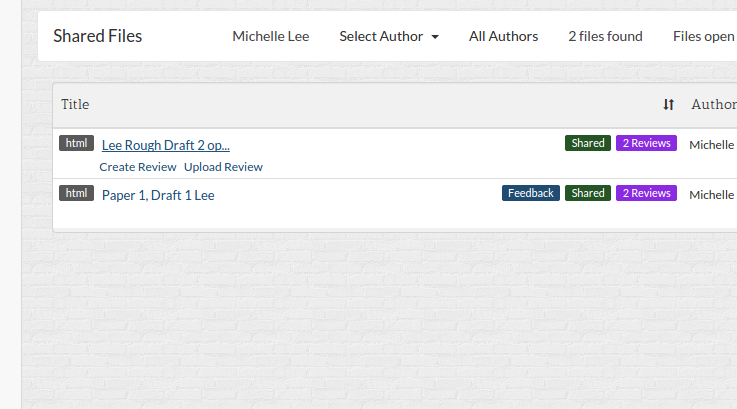 Shared Files Michelle Lee Select Author All Authors 2 files found Files open
Title Author
html Lee Rough Draft 2 op... Shared 2 Reviews Michelle
Create Review Upload Review
html Paper 1, Draft 1 Lee Feedback Shared 2 Reviews Michelle